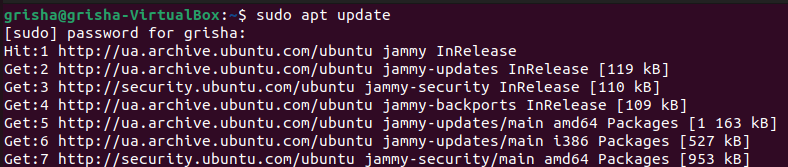 grisha@grisha-VirtualBox:~$ sudo apt update
[sudo] password for grisha:
Hit:1 http://ua.archive.ubuntu.com/ubuntu jammy InRelease
Get:2 http://ua.archive.ubuntu.com/ubuntu jammy-updates InRelease [119 kB]
Get:3 http://security.ubuntu.com/ubuntu jammy-security InRelease [110 kB]
Get:4 http://ua.archive.ubuntu.com/ubuntu jammy-backports InRelease [109 kB]
Get:5 http://ua.archive.ubuntu.com/ubuntu jammy-updates/main amd64 Packages [1 163 kB]
Get:6 http://ua.archive.ubuntu.com/ubuntu jammy-updates/main i386 Packages [527 kB]
Get:7 http://security.ubuntu.com/ubuntu jammy-security/main amd64 Packages [953 kB]